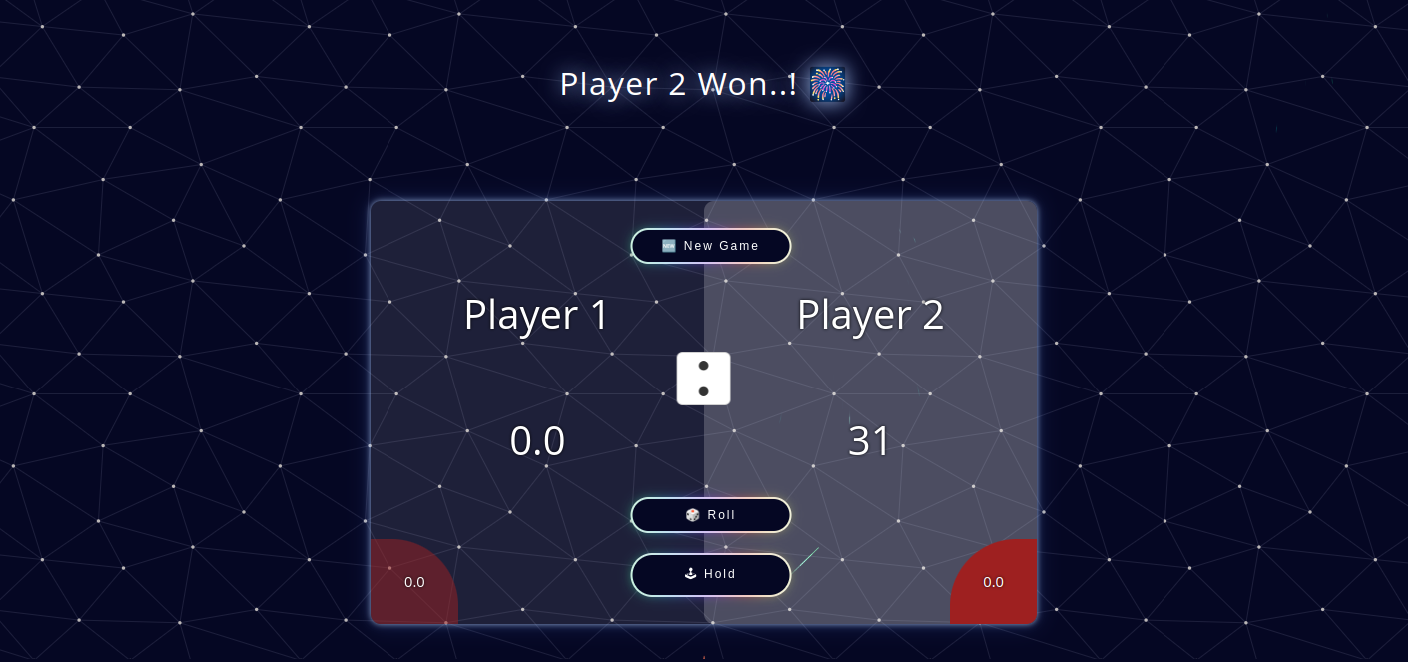 Player 2 Won..! 🎆
🆕 New Game
Player 1
Player 2
0.0
31
🎲 Roll
🕹 Hold
0.0
0.0